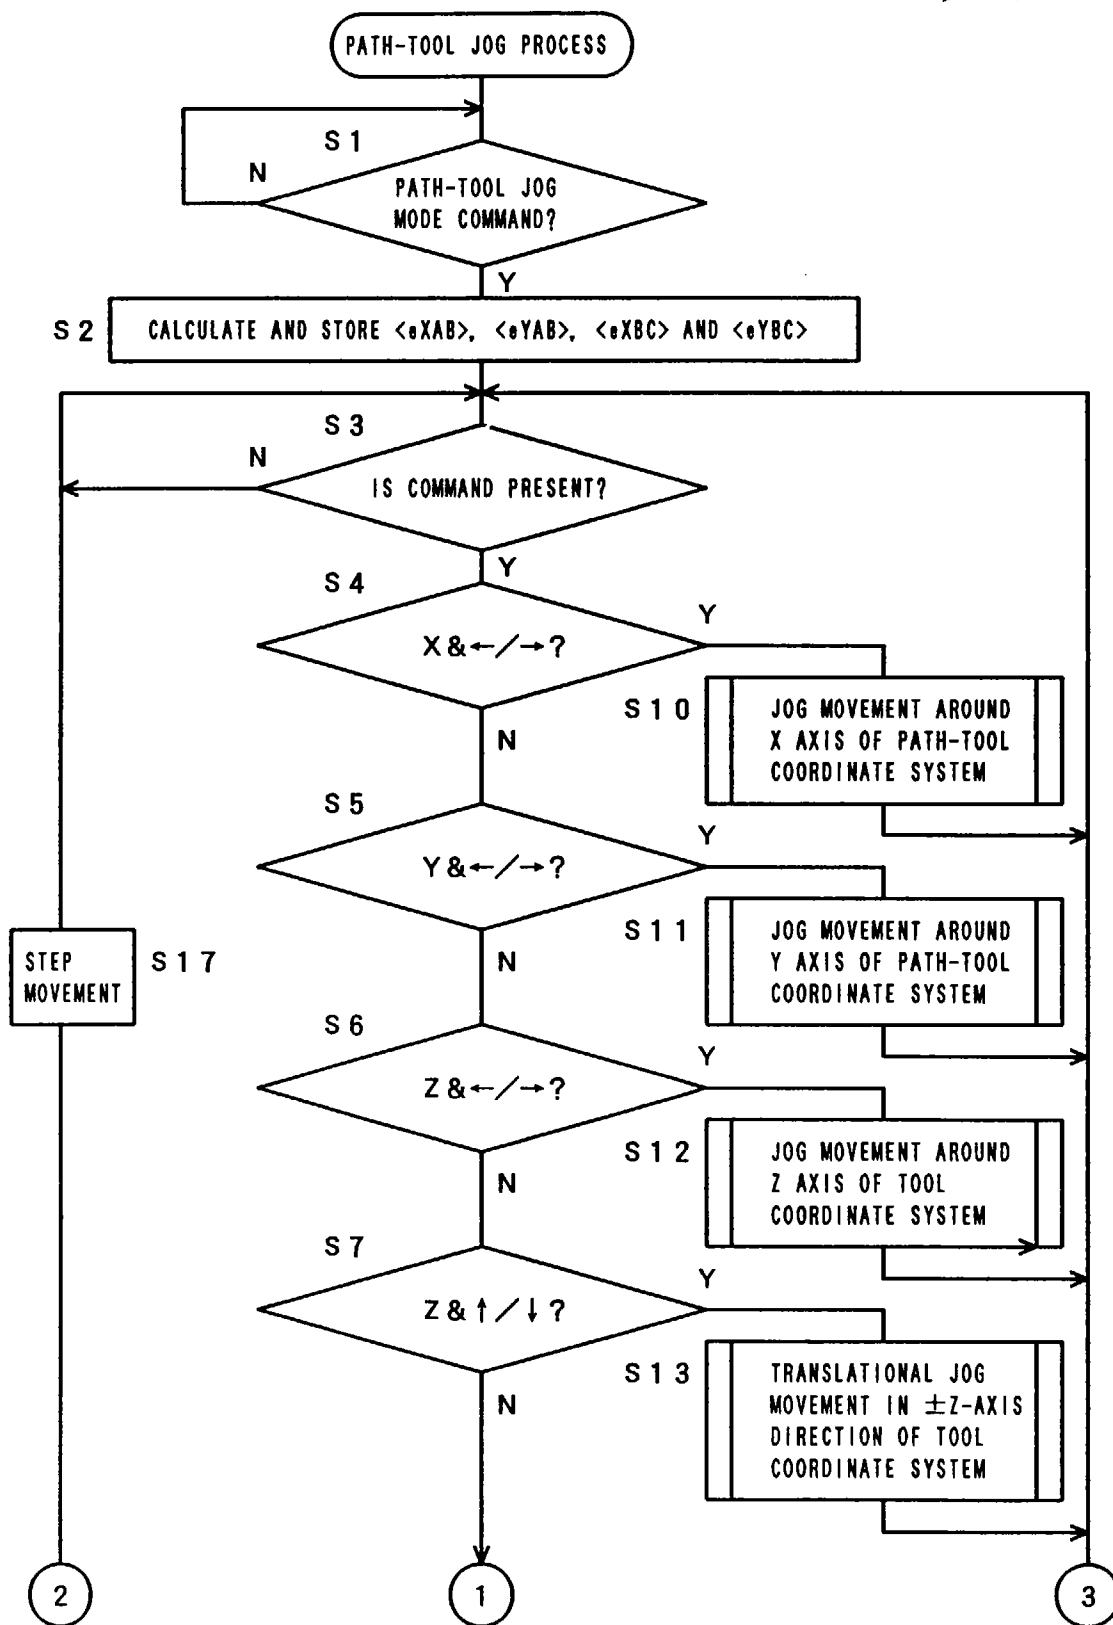 PATH-TOOL JOG PROCESS
S1
N
PATH-TOOL JOG
MODE COMMAND?
Y
S2
CALCULATE AND STORE <eXAB>, <eYAB>, <eXBC> AND <eYBC>
S3
N
IS COMMAND PRESENT?
Y
S4
Y
X&←/→?
S10
JOG MOVEMENT AROUND
X AXIS OF PATH-TOOL
COORDINATE SYSTEM
N
S5
Y
Y&←/→?
S11
JOG MOVEMENT AROUND
Y AXIS OF PATH-TOOL
COORDINATE SYSTEM
N
STEP
MOVEMENT
S17
S6
Y
Z&←/→?
S12
JOG MOVEMENT AROUND
Z AXIS OF TOOL
COORDINATE SYSTEM
N
S7
Y
Z&↑/↓?
S13
TRANSLATIONAL JOG
MOVEMENT IN ±Z-AXIS
DIRECTION OF TOOL
COORDINATE SYSTEM
N
2
1
3